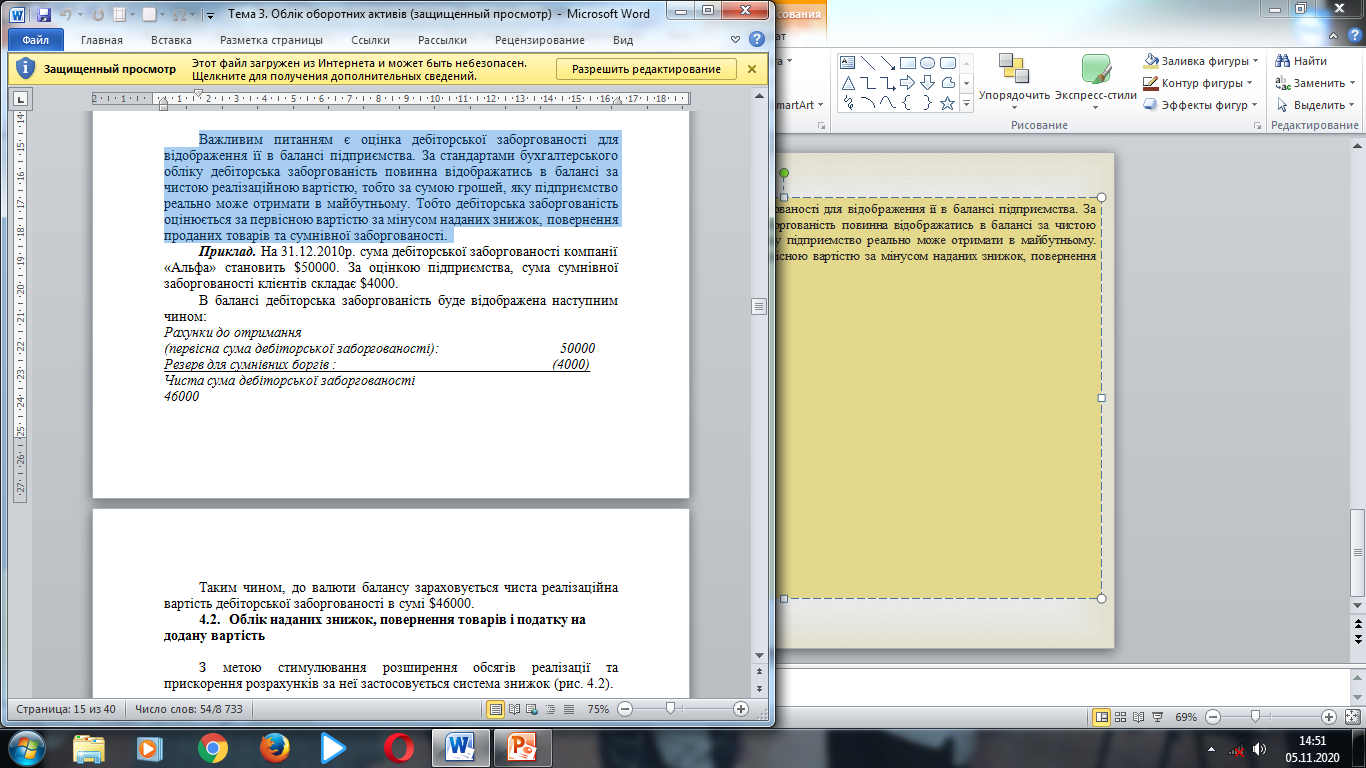 Тема 3. Облік оборотних активів (защищенный просмотр) - Microsoft Word
Файл Главная Вставка Разметка страницы Ссылки Рассылки Рецензирование Вид
Защищенный просмотр
Этот файл загружен из Интернета и может быть небезопасен.
Щелкните для получения дополнительных сведений.
Разрешить редактирование
Важливим питанням є оцінка дебіторської заборгованості для
відображення її в балансі підприємства. За стандартами бухгалтерського
обліку дебіторська заборгованість повинна відображатись в балансі за
чистою реалізаційною вартістю, тобто за сумою грошей, яку підприємство
реально може отримати в майбутньому. Тобто дебіторська заборгованість
оцінюється за первісною вартістю за мінусом наданих знижок, повернення
проданих товарів та сумнівної заборгованості.
Приклад. На 31.12.2010р. сума дебіторської заборгованості компанії
«Альфа» становить $50000. За оцінкою підприємства, сума сумнівної
заборгованості клієнтів складає $4000.
В балансі дебіторська заборгованість буде відображена наступним
чином:
Рахунки до отримання
(первісна сума дебіторської заборгованості): 50000
Резерв для сумнівних боргів : (4000)
Чиста сума дебіторської заборгованості
46000
Таким чином, до валюти балансу зараховується чиста реалізаційна
вартість дебіторської заборгованості в сумі $46000.
4.2. Облік наданих знижок, повернення товарів і податку на
додану вартість
З метою стимулювання розширення обсягів реалізації та
прискорення розрахунків за неї застосовується система знижок (рис. 4.2).
Страница: 15 из 40 Число слов: 54/8 733 75%
Упорядочить
Экспресс-стили
Заливка фигуры
Контур фигуры
Эффекты фигур
Рисование
Найти
Заменить
Выделить
Редактирование
для відображення її в балансі підприємства. За
повинна відображатись в балансі за чистою
підприємство реально може отримати в майбутньому.
вартістю за мінусом наданих знижок, повернення
69%
14:51
05.11.2020